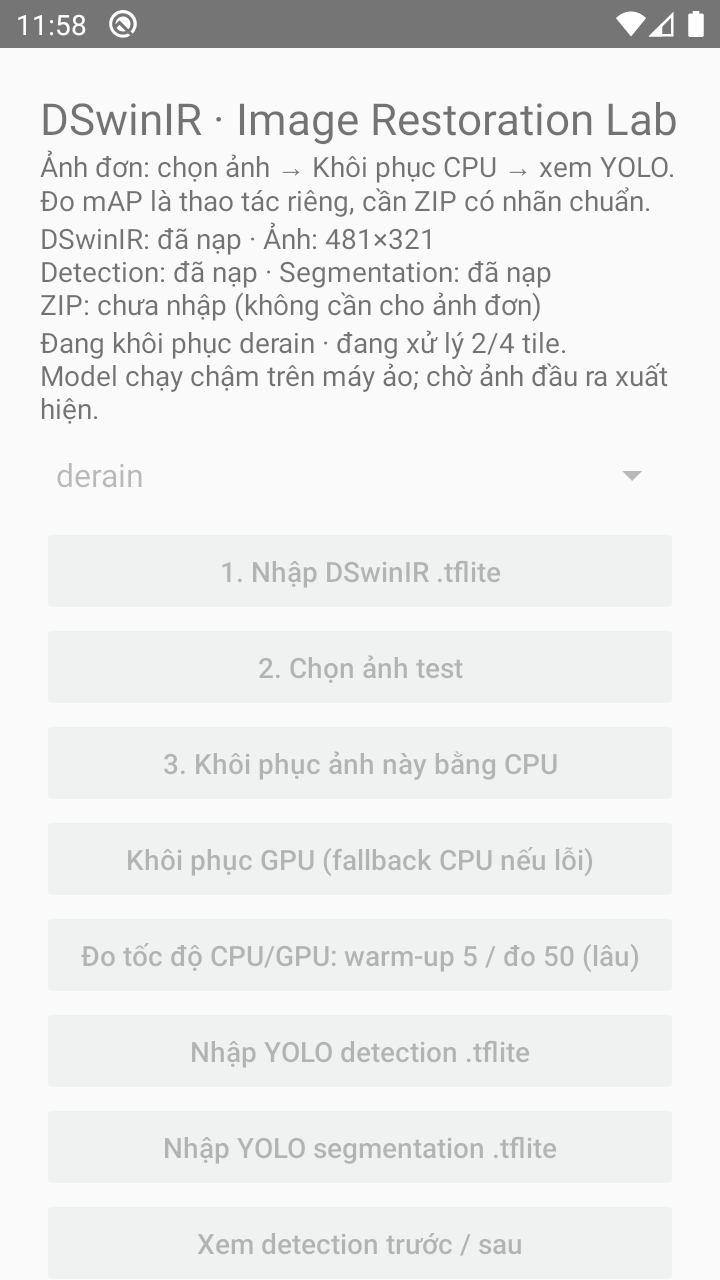 11:58
DSwinIR · Image Restoration Lab
Ảnh đơn: chọn ảnh → Khôi phục CPU → xem YOLO.
Đo mAP là thao tác riêng, cần ZIP có nhãn chuẩn.
DSwinIR: đã nạp · Ảnh: 481×321
Detection: đã nạp · Segmentation: đã nạp
ZIP: chưa nhập (không cần cho ảnh đơn)
Đang khôi phục derain · đang xử lý 2/4 tile.
Model chạy chậm trên máy ảo; chờ ảnh đầu ra xuất
hiện.
derain
1. Nhập DSwinIR .tflite
2. Chọn ảnh test
3. Khôi phục ảnh này bằng CPU
Khôi phục GPU (fallback CPU nếu lỗi)
Đo tốc độ CPU/GPU: warm-up 5 / đo 50 (lâu)
Nhập YOLO detection .tflite
Nhập YOLO segmentation .tflite
Xem detection trước / sau